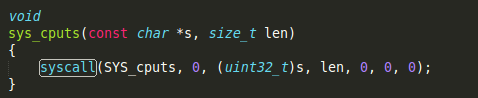 void
sys_cputs(const char *s, size_t len)
{
    syscall(SYS_cputs, 0, (uint32_t)s, len, 0, 0, 0);
}